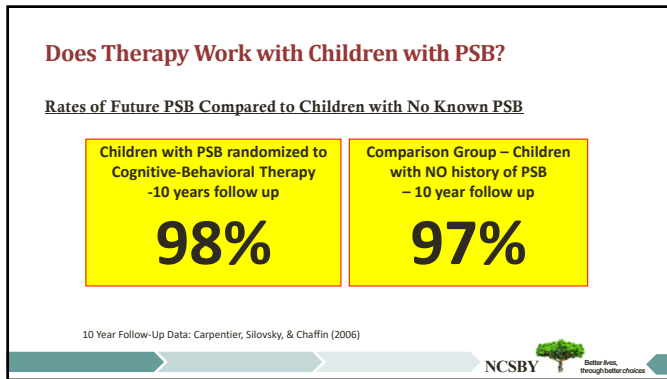 Does Therapy Work with Children with PSB?
Rates of Future PSB Compared to Children with No Known PSB
Children with PSB randomized to
Cognitive-Behavioral Therapy
-10 years follow up
98%
Comparison Group – Children
with NO history of PSB
– 10 year follow up
97%
10 Year Follow-Up Data: Carpentier, Silovsky, & Chaffin (2006)
NCSBY
Better lives,
through better choices